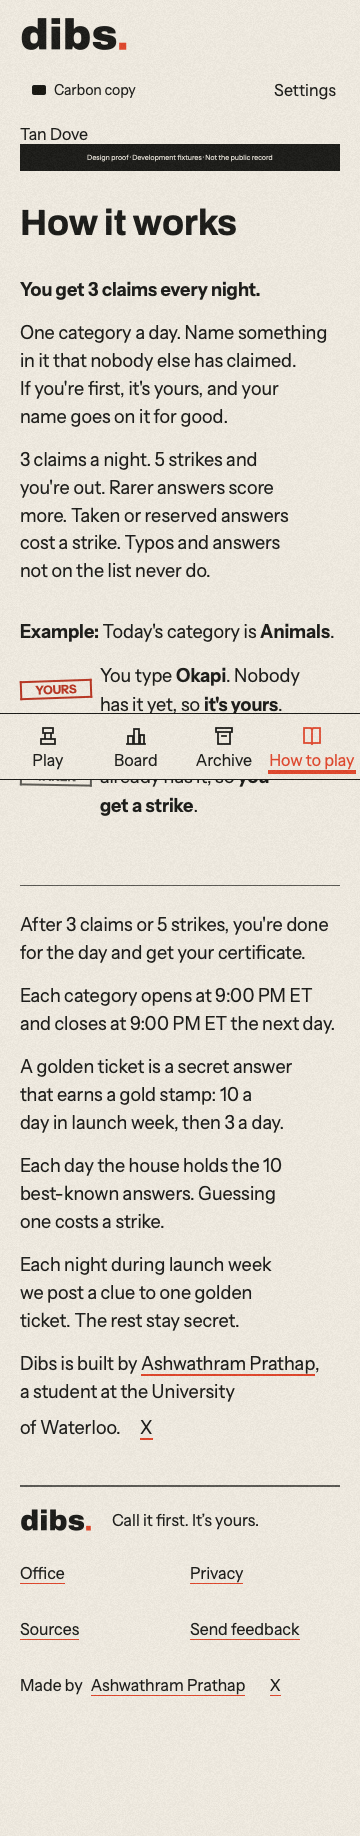 dibs.
Carbon copy
Settings
Tan Dove
Design proof · Development fixtures · Not the public record
How it works
You get 3 claims every night.
One category a day. Name something
in it that nobody else has claimed.
If you're first, it's yours, and your
name goes on it for good.
3 claims a night. 5 strikes and
you're out. Rarer answers score
more. Taken or reserved answers
cost a strike. Typos and answers
not on the list never do.
Example: Today's category is Animals.
YOURS
You type Okapi. Nobody
has it yet, so it's yours.
Play
Board
Archive
How to play
already has it, so you
get a strike.
After 3 claims or 5 strikes, you're done
for the day and get your certificate.
Each category opens at 9:00 PM ET
and closes at 9:00 PM ET the next day.
A golden ticket is a secret answer
that earns a gold stamp: 10 a
day in launch week, then 3 a day.
Each day the house holds the 10
best-known answers. Guessing
one costs a strike.
Each night during launch week
we post a clue to one golden
ticket. The rest stay secret.
Dibs is built by Ashwathram Prathap,
a student at the University
of Waterloo. X
dibs. Call it first. It's yours.
Office
Privacy
Sources
Send feedback
Made by Ashwathram Prathap X